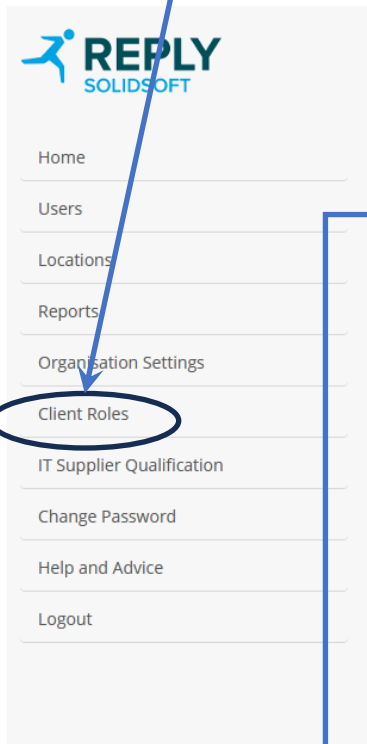 REPLY
SOLIDSOFT
Home
Users
Locations
Reports
Organisation Settings
Client Roles
IT Supplier Qualification
Change Password
Help and Advice
Logout